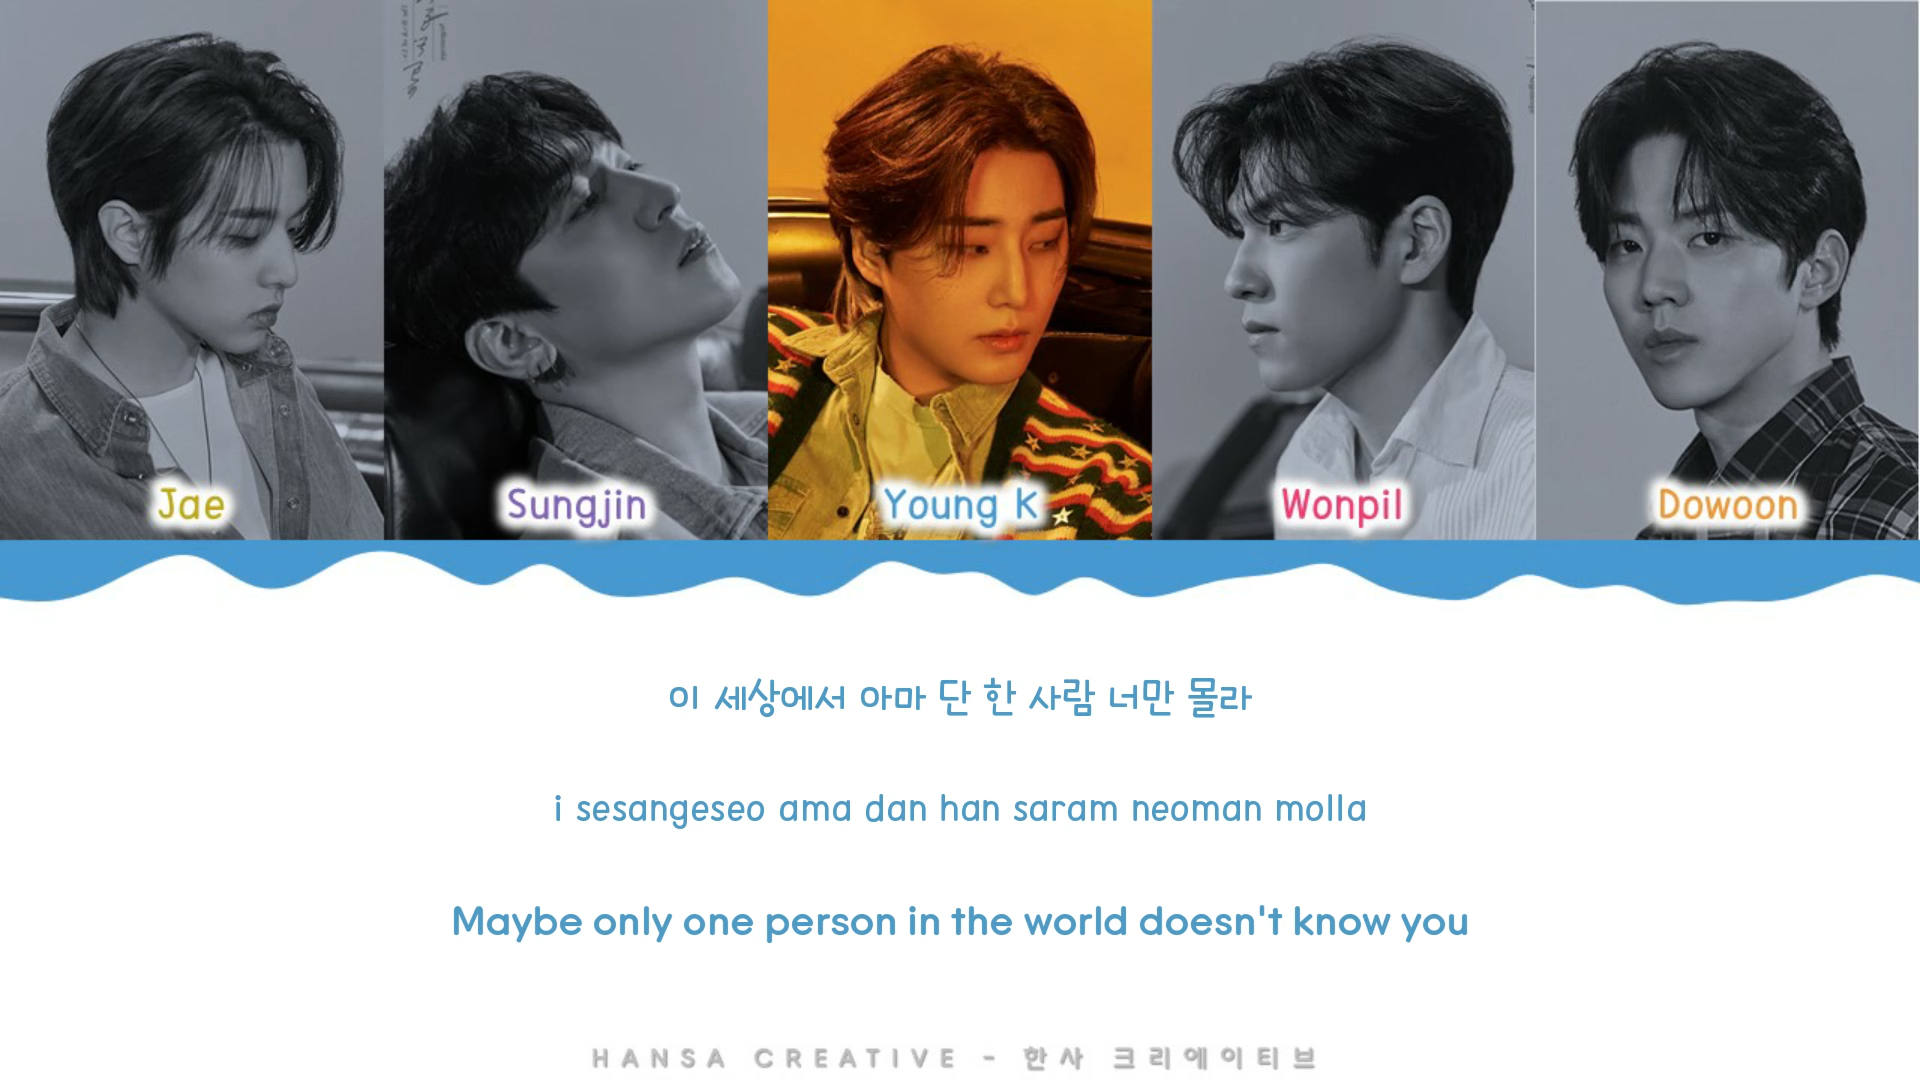 Jae
Sungjin
Young K
Wonpil
Dowoon
이 세상에서 아마 단 한 사람 너만 몰라
i sesangeseo ama dan han saram neoman molla
Maybe only one person in the world doesn't know you
HANSA CREATIVE - 한사 크리에이티브